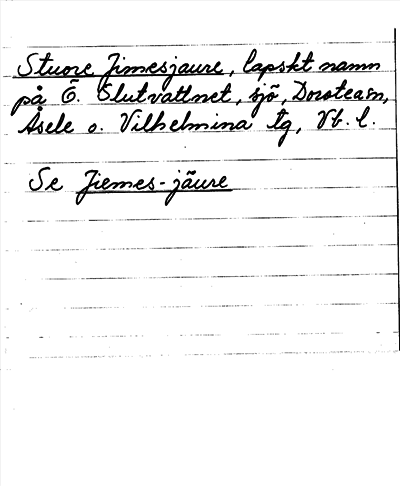 Stuore Jimesjaure, lapskt namn
på Ö. Slutvattnet, sjö, Dorotea sn,
Åsele o. Vilhelmina tg, Vb. l.
Se Jiemes-jäure